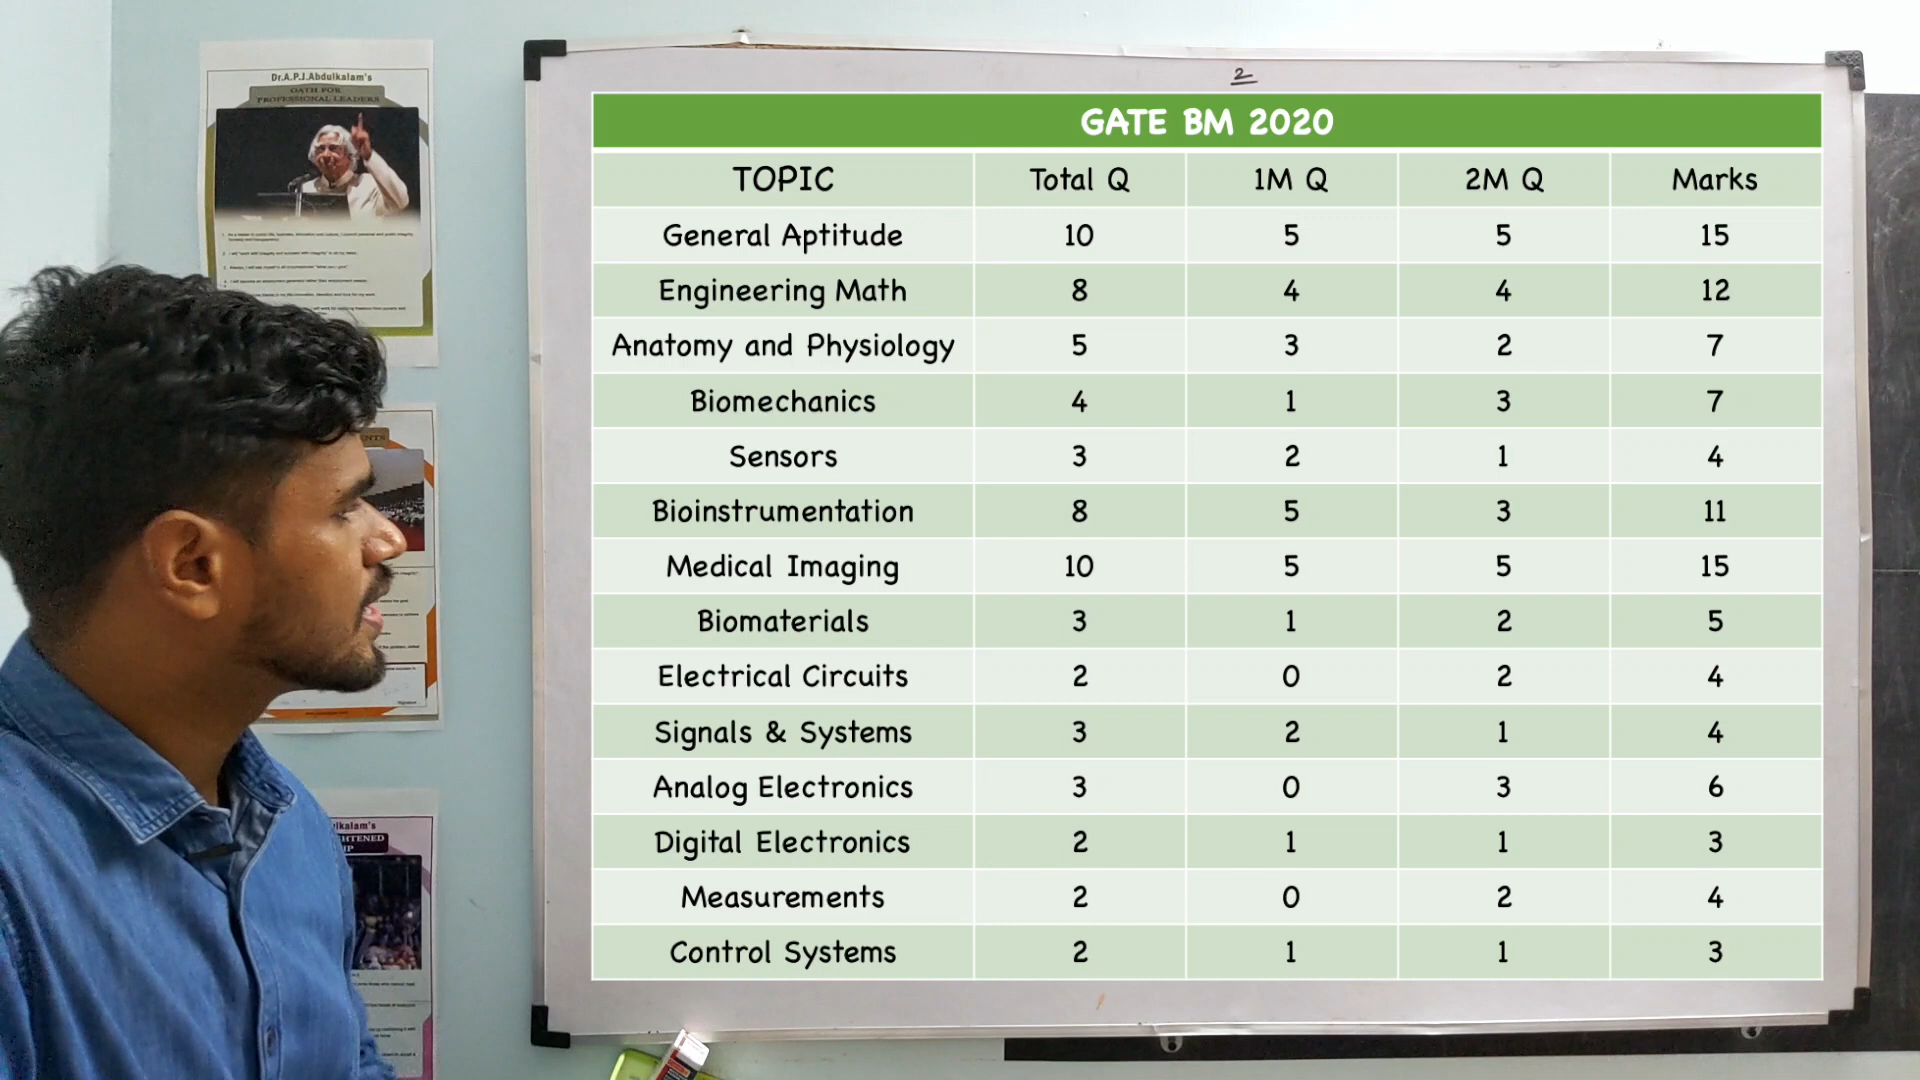 Dr.A.P.J.Abdulkalam's
OATH FOR
PROFESSIONAL LEADERS
2
GATE BM 2020
TOPIC Total Q 1M Q 2M Q Marks
General Aptitude 10 5 5 15
Engineering Math 8 4 4 12
Anatomy and Physiology 5 3 2 7
Biomechanics 4 1 3 7
Sensors 3 2 1 4
Bioinstrumentation 8 5 3 11
Medical Imaging 10 5 5 15
Biomaterials 3 1 2 5
Electrical Circuits 2 0 2 4
Signals & Systems 3 2 1 4
Analog Electronics 3 0 3 6
Digital Electronics 2 1 1 3
Measurements 2 0 2 4
Control Systems 2 1 1 3